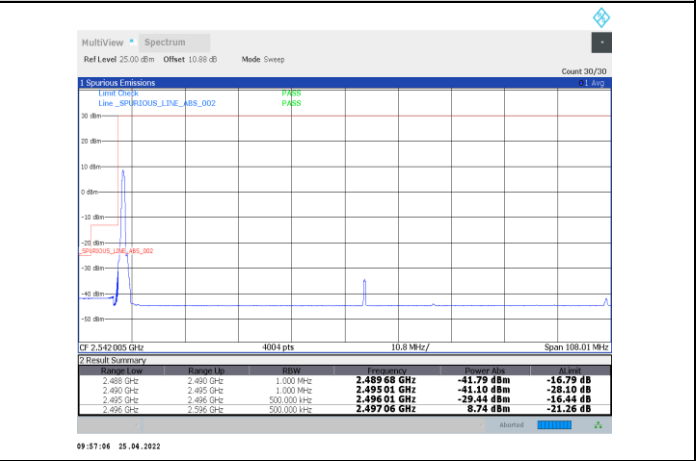 MultiView Spectrum
Ref Level 25.00 dBm Offset 10.88 dB Mode Sweep
Count 30/30
1 Spurious Emissions 1 Avg
Limit Check PASS
Line _SPURIOUS_LINE_ABS_002 PASS
30 dBm
20 dBm
10 dBm
0 dBm
-10 dBm
-20 dBm
_SPURIOUS_LINE_ABS_002
-30 dBm
-40 dBm
-50 dBm
CF 2.542005 GHz 4004 pts 10.8 MHz/ Span 108.01 MHz
2 Result Summary
Range Low Range Up RBW Frequency Power Abs ΔLimit
2.488 GHz 2.490 GHz 1.000 MHz 2.48968 GHz -41.79 dBm -16.79 dB
2.490 GHz 2.495 GHz 1.000 MHz 2.49501 GHz -41.10 dBm -28.10 dB
2.495 GHz 2.496 GHz 500.000 kHz 2.49601 GHz -29.44 dBm -16.44 dB
2.496 GHz 2.596 GHz 500.000 kHz 2.49706 GHz 8.74 dBm -21.26 dB
Aborted
09:57:06 25.04.2022